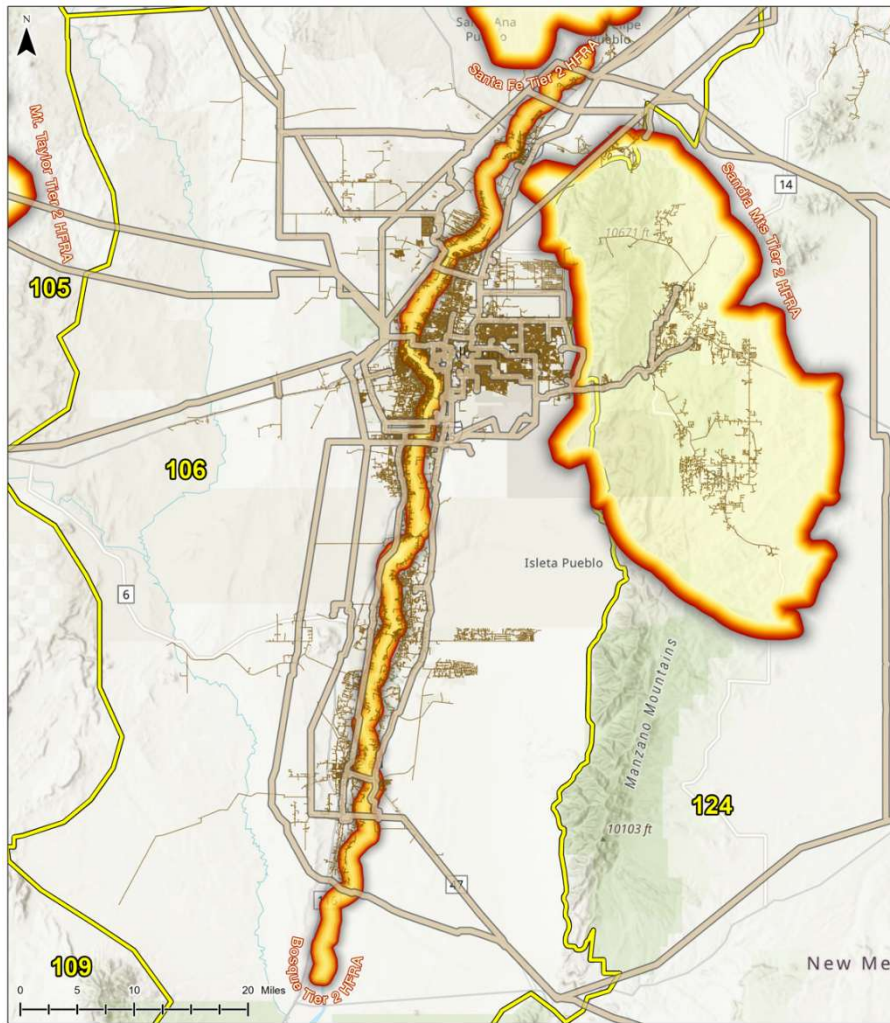 N
Santa Fe Tier 2 HFRA
Mt. Taylor Tier 2 HFRA
Sandia Mts Tier 2 HFRA
14
10671 ft
105
106
Isleta Pueblo
6
Manzano Mountains
124
10103 ft
47
Bosque Tier 2 HFRA
109
New Me
0 5 10 20 Miles